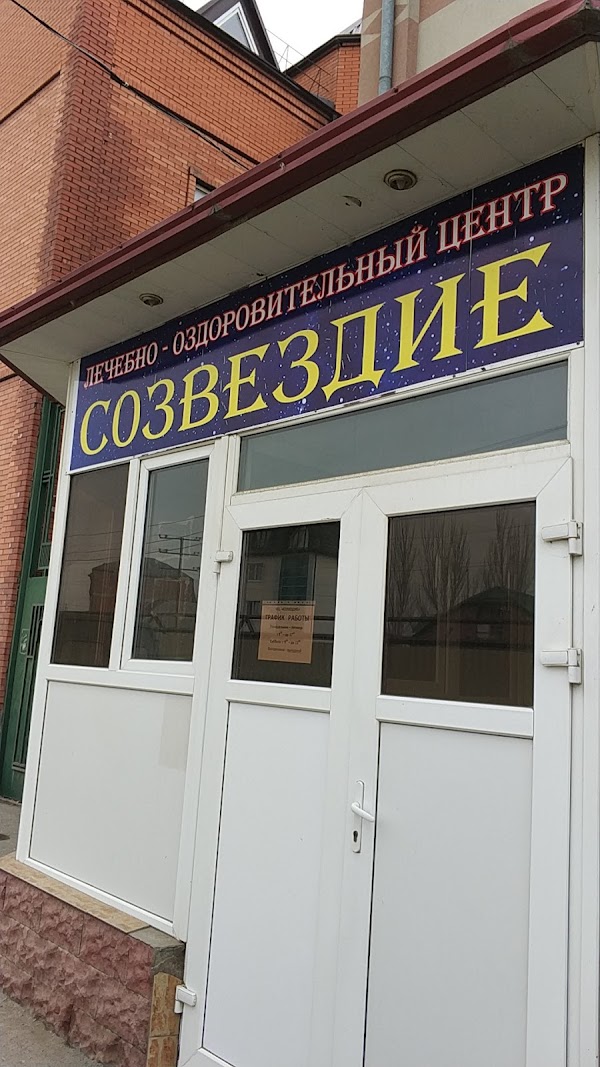 ЛЕЧЕБНО - ОЗДОРОВИТЕЛЬНЫЙ ЦЕНТР
СОЗВЕЗДИЕ
ГРАФИК РАБОТЫ